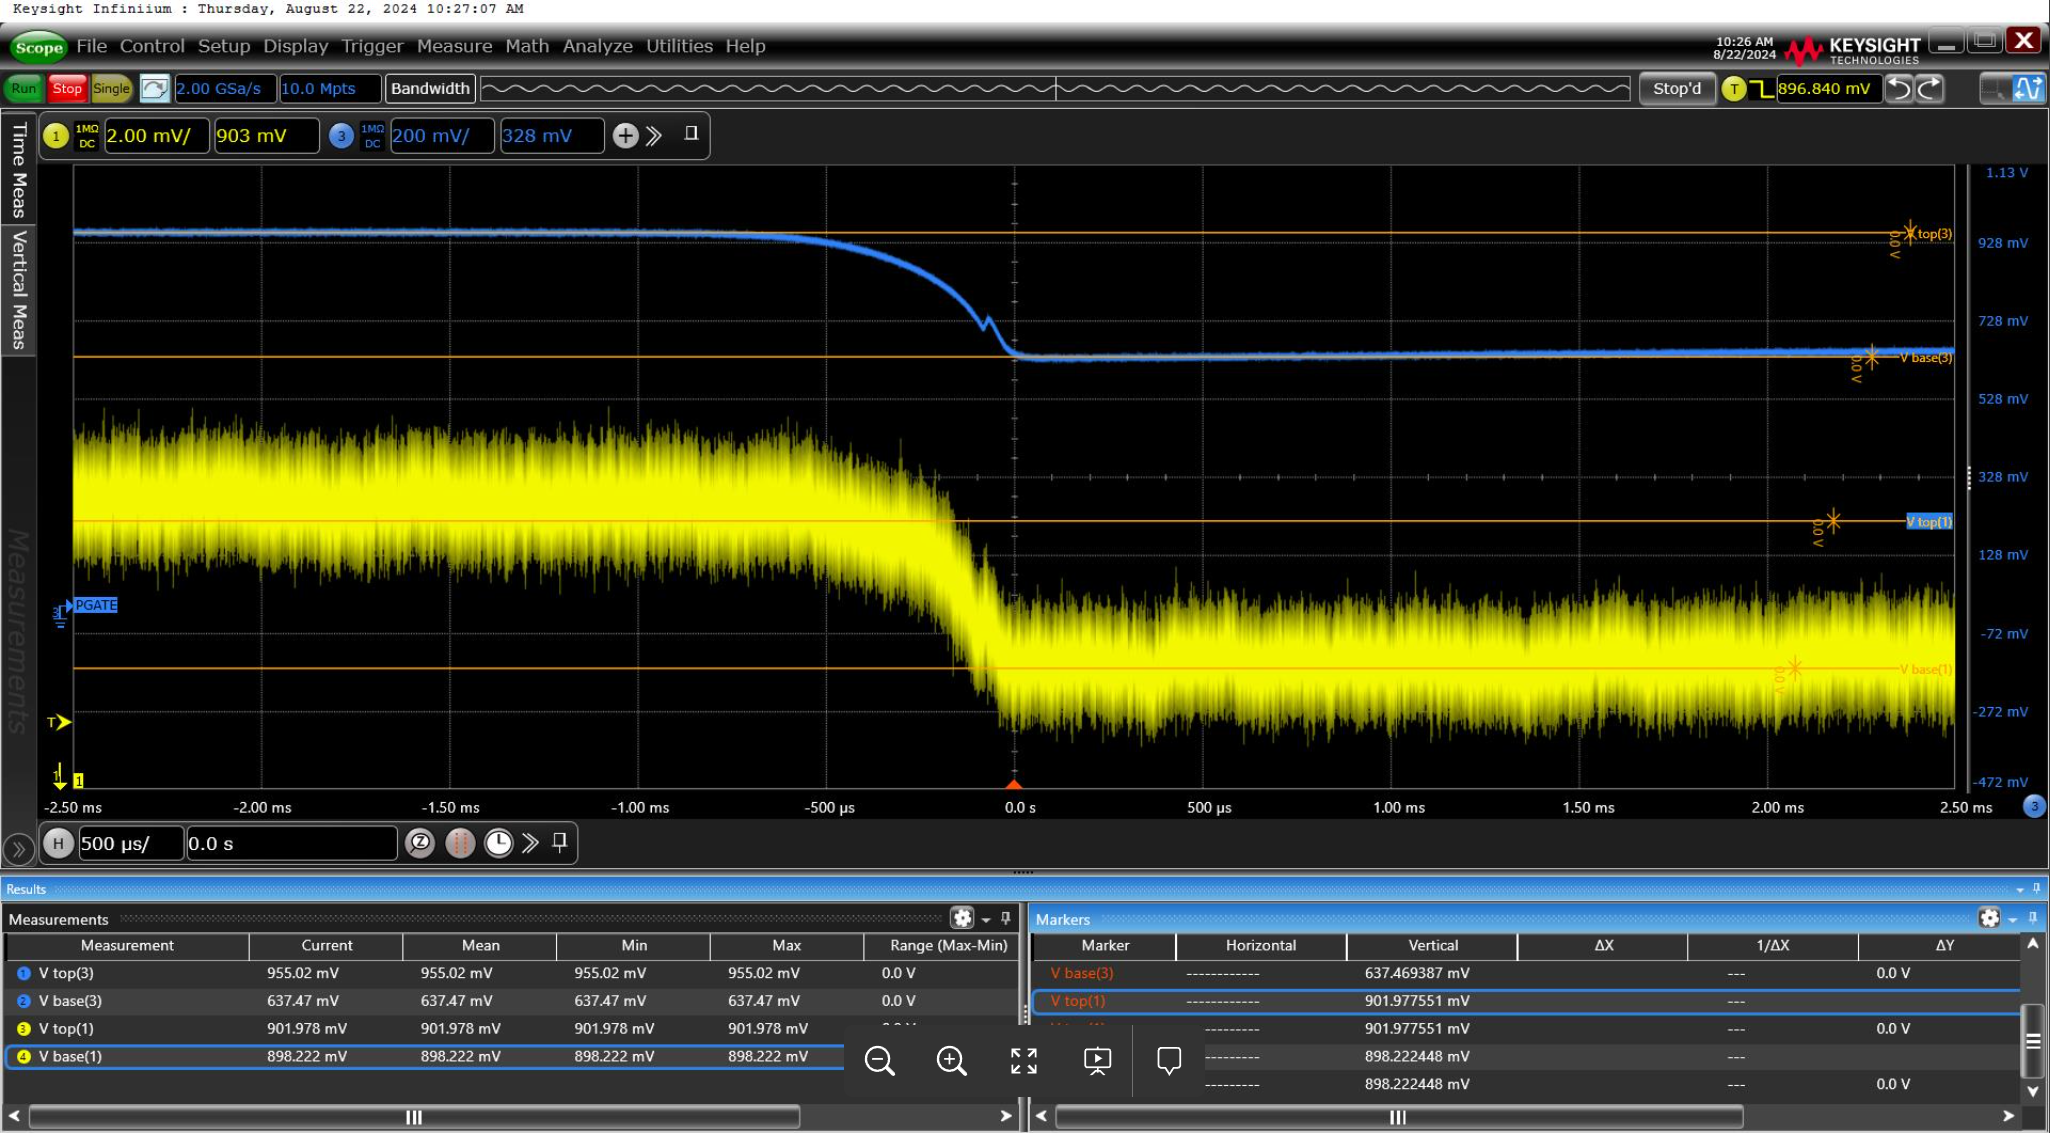 Keysight Infiniium : Thursday, August 22, 2024 10:27:07 AM
Scope File Control Setup Display Trigger Measure Math Analyze Utilities Help
10:26 AM
8/22/2024
KEYSIGHT
TECHNOLOGIES
Run Stop Single 2.00 GSa/s 10.0 Mpts Bandwidth Stop'd T 896.840 mV
1 1MΩ DC 2.00 mV/ 903 mV 3 1MΩ DC 200 mV/ 328 mV
Time Meas
Vertical Meas
Measurements
1.13 V
928 mV
728 mV
528 mV
328 mV
128 mV
-72 mV
-272 mV
-472 mV
0.0 V top(3)
0.0 V V base(3)
0.0 V V top(1)
0.0 V V base(1)
3 PGATE
T
1 1
-2.50 ms -2.00 ms -1.50 ms -1.00 ms -500 µs 0.0 s 500 µs 1.00 ms 1.50 ms 2.00 ms 2.50 ms 3
H 500 µs/ 0.0 s
Results
Measurements
Measurement Current Mean Min Max Range (Max-Min)
1 V top(3) 955.02 mV 955.02 mV 955.02 mV 955.02 mV 0.0 V
2 V base(3) 637.47 mV 637.47 mV 637.47 mV 637.47 mV 0.0 V
3 V top(1) 901.978 mV 901.978 mV 901.978 mV 901.978 mV
4 V base(1) 898.222 mV 898.222 mV 898.222 mV 898.222 mV
Markers
Marker Horizontal Vertical ΔX 1/ΔX ΔY
V base(3) ------------ 637.469387 mV --- 0.0 V
V top(1) ------------ 901.977551 mV ---
--------- 901.977551 mV --- 0.0 V
--------- 898.222448 mV ---
--------- 898.222448 mV --- 0.0 V